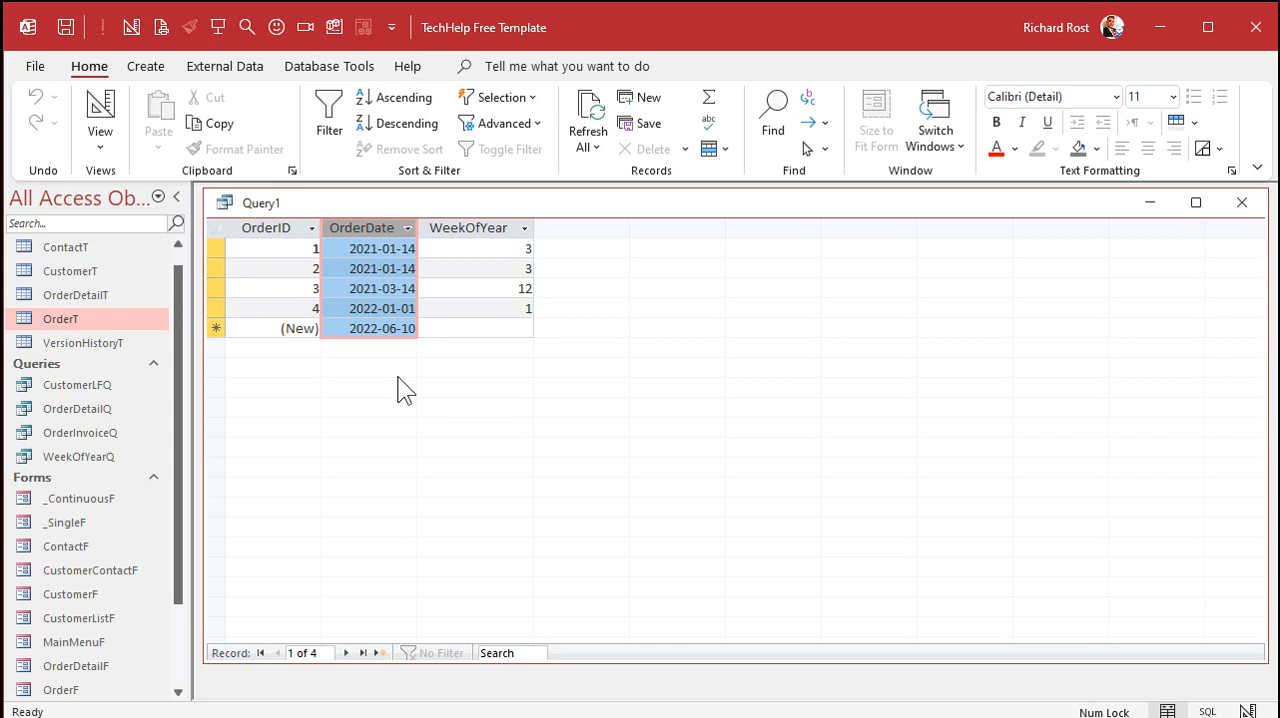 TechHelp Free Template
Richard Rost
File Home Create External Data Database Tools Help Tell me what you want to do
View
Paste
Cut
Copy
Format Painter
Filter
Ascending
Descending
Remove Sort
Selection
Advanced
Toggle Filter
Refresh All
New
Save
Delete
Find
Size to Fit Form
Switch Windows
Calibri (Detail) 11
B I U
A
Undo Views Clipboard Sort & Filter Records Find Window Text Formatting
All Access Ob...
Search...
ContactT
CustomerT
OrderDetailT
OrderT
VersionHistoryT
Queries
CustomerLFQ
OrderDetailQ
OrderInvoiceQ
WeekOfYearQ
Forms
_ContinuousF
_SingleF
ContactF
CustomerContactF
CustomerF
CustomerListF
MainMenuF
OrderDetailF
OrderF
Query1
OrderID OrderDate WeekOfYear
1 2021-01-14 3
2 2021-01-14 3
3 2021-03-14 12
4 2022-01-01 1
* (New) 2022-06-10
Record: 1 of 4 No Filter Search
Ready
Num Lock SQL